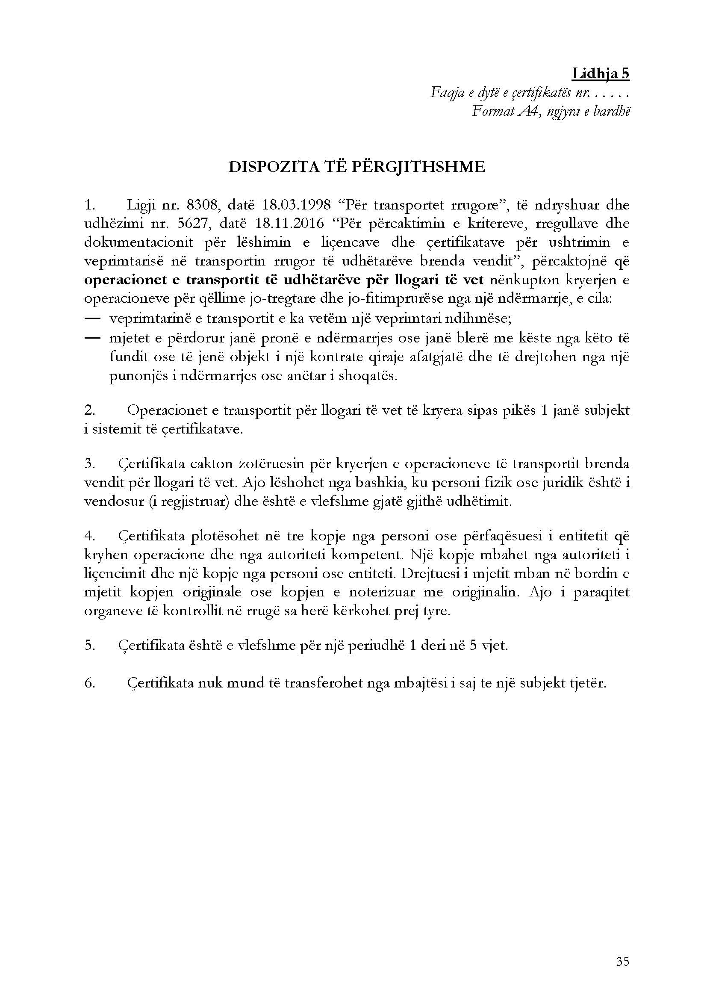 Lidhja 5
Faqja e dytë e çertifikatës nr. . . . . .
Format A4, ngjyra e bardhë
DISPOZITA TË PËRGJITHSHME
1. Ligji nr. 8308, datë 18.03.1998 “Për transportet rrugore”, të ndryshuar dhe
udhëzimi nr. 5627, datë 18.11.2016 “Për përcaktimin e kritereve, rregullave dhe
dokumentacionit për lëshimin e liçencave dhe çertifikatave për ushtrimin e
veprimtarisë në transportin rrugor të udhëtarëve brenda vendit”, përcaktojnë që
operacionet e transportit të udhëtarëve për llogari të vet nënkupton kryerjen e
operacioneve për qëllime jo-tregtare dhe jo-fitimprurëse nga një ndërmarrje, e cila:
— veprimtarinë e transportit e ka vetëm një veprimtari ndihmëse;
— mjetet e përdorur janë pronë e ndërmarrjes ose janë blerë me këste nga këto të
fundit ose të jenë objekt i një kontrate qiraje afatgjatë dhe të drejtohen nga një
punonjës i ndërmarrjes ose anëtar i shoqatës.
2. Operacionet e transportit për llogari të vet të kryera sipas pikës 1 janë subjekt
i sistemit të çertifikatave.
3. Çertifikata cakton zotëruesin për kryerjen e operacioneve të transportit brenda
vendit për llogari të vet. Ajo lëshohet nga bashkia, ku personi fizik ose juridik është i
vendosur (i regjistruar) dhe është e vlefshme gjatë gjithë udhëtimit.
4. Çertifikata plotësohet në tre kopje nga personi ose përfaqësuesi i entitetit që
kryhen operacione dhe nga autoriteti kompetent. Një kopje mbahet nga autoriteti i
liçencimit dhe një kopje nga personi ose entiteti. Drejtuesi i mjetit mban në bordin e
mjetit kopjen origjinale ose kopjen e noterizuar me origjinalin. Ajo i paraqitet
organeve të kontrollit në rrugë sa herë kërkohet prej tyre.
5. Çertifikata është e vlefshme për një periudhë 1 deri në 5 vjet.
6. Çertifikata nuk mund të transferohet nga mbajtësi i saj te një subjekt tjetër.
35